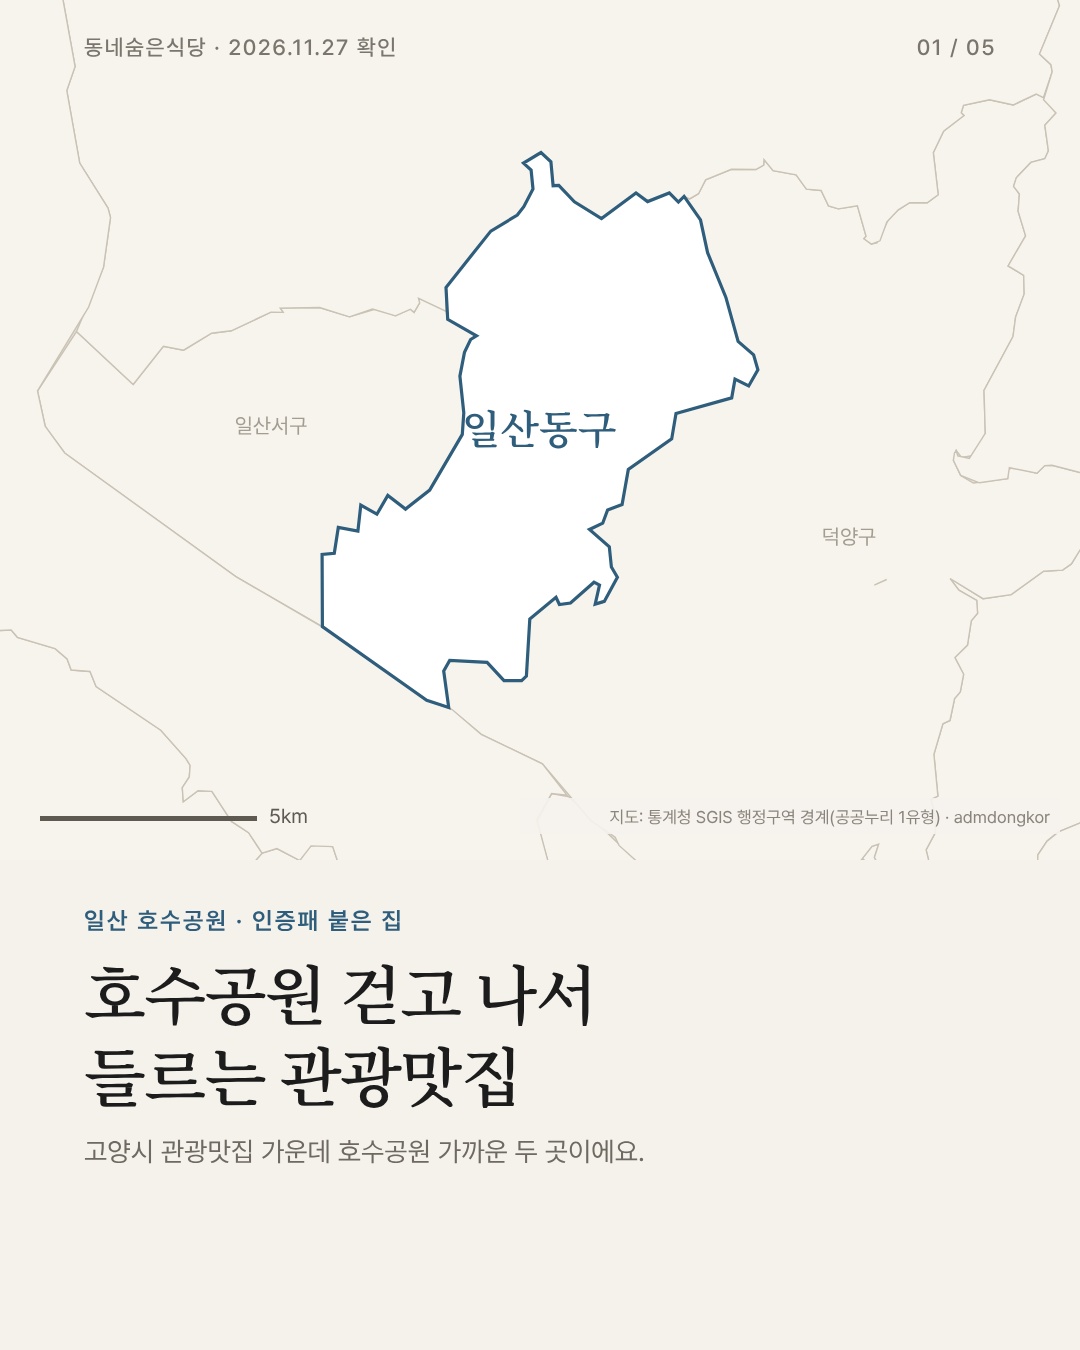 동네숨은식당 · 2026.11.27 확인
01 / 05
일산동구
일산서구
덕양구
5km
지도: 통계청 SGIS 행정구역 경계(공공누리 1유형) · admdongkor
일산 호수공원 · 인증패 붙은 집
호수공원 걷고 나서
들르는 관광맛집
고양시 관광맛집 가운데 호수공원 가까운 두 곳이에요.